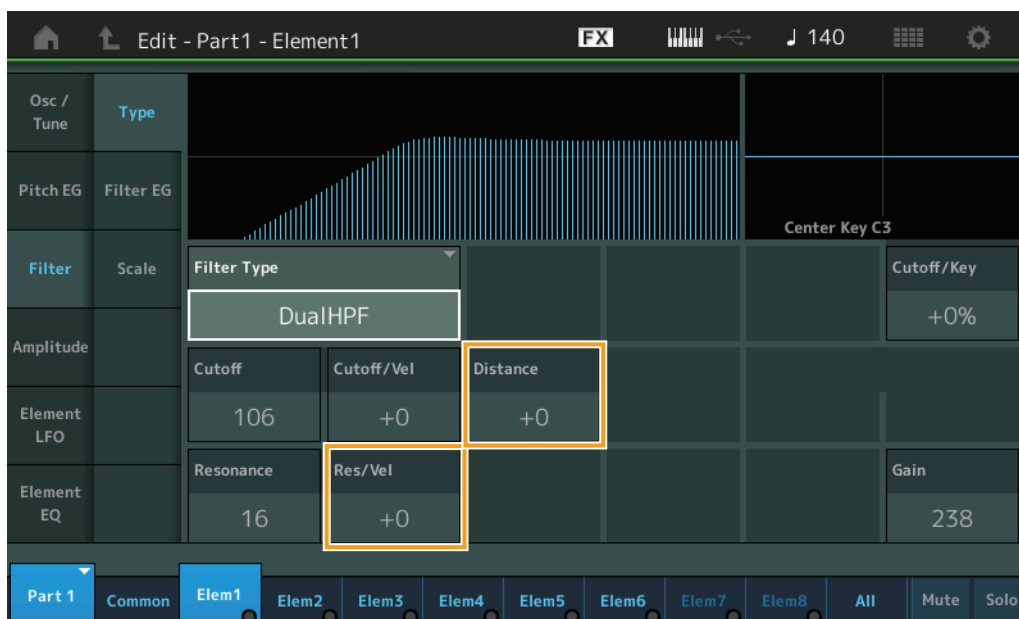 Edit - Part1 - Element1 FX ♩ 140
Osc /
Tune
Type
Pitch EG
Filter EG
Center Key C3
Filter
Scale
Filter Type
DualHPF
Cutoff/Key
+0%
Amplitude
Cutoff
106
Cutoff/Vel
+0
Distance
+0
Element
LFO
Resonance
16
Res/Vel
+0
Gain
238
Element
EQ
Part 1 Common Elem1 Elem2 Elem3 Elem4 Elem5 Elem6 Elem7 Elem8 All Mute Solo